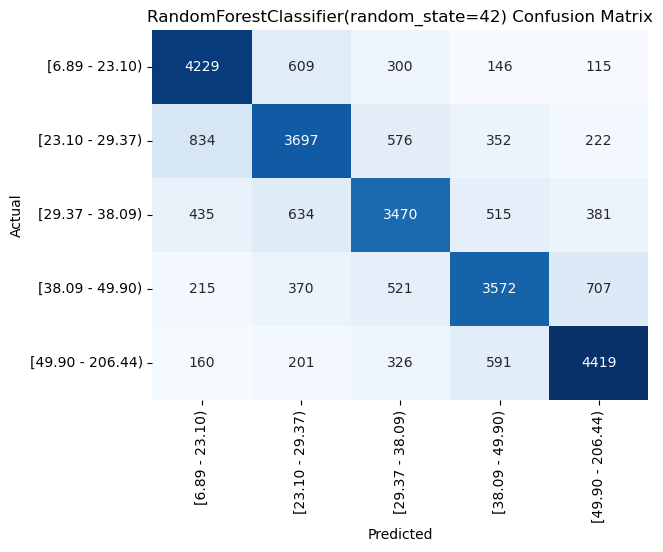 RandomForestClassifier(random_state=42) Confusion Matrix
[6.89 - 23.10) 4229 609 300 146 115
[23.10 - 29.37) 834 3697 576 352 222
[29.37 - 38.09) 435 634 3470 515 381
[38.09 - 49.90) 215 370 521 3572 707
[49.90 - 206.44) 160 201 326 591 4419
Actual
[6.89 - 23.10)
[23.10 - 29.37)
[29.37 - 38.09)
[38.09 - 49.90)
[49.90 - 206.44)
Predicted